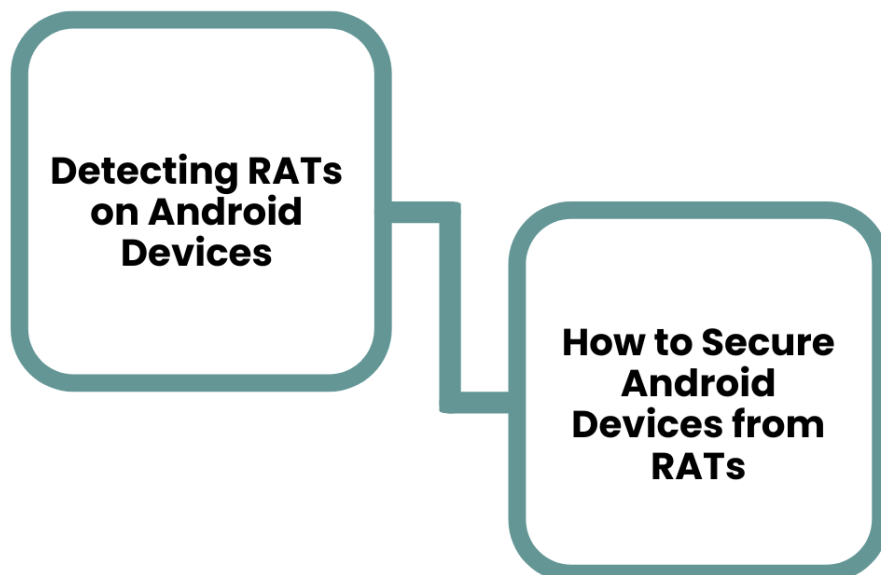 Detecting RATs
on Android
Devices
How to Secure
Android
Devices from
RATs